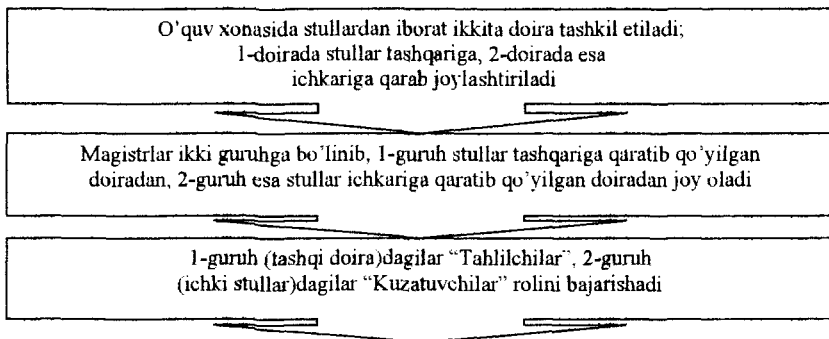 O’quv xonasida stullardan iborat ikkita doira tashkil etiladi;
1-doirada stullar tashqariga, 2-doirada esa
ichkariga qarab joylashtiriladi
Magistrlar ikki guruhga bo’linib, 1-guruh stullar tashqariga qaratib qo’yilgan
doiradan, 2-guruh esa stullar ichkariga qaratib qo’yilgan doiradan joy oladi
1-guruh (tashqi doira)dagilar “Tahlilchilar”, 2-guruh
(ichki stullar)dagilar “Kuzatuvchilar” rolini bajarishadi